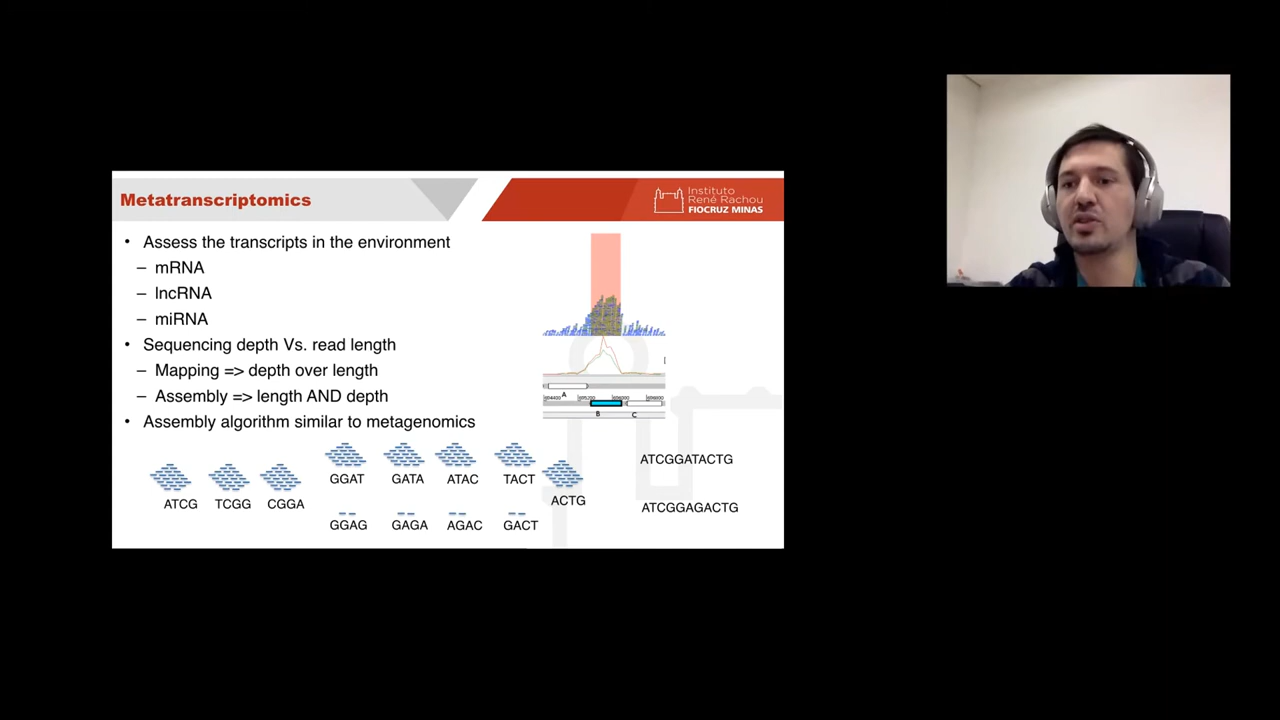 Metatranscriptomics
Instituto
René Rachou
FIOCRUZ MINAS
• Assess the transcripts in the environment
– mRNA
– lncRNA
– miRNA
• Sequencing depth Vs. read length
– Mapping => depth over length
– Assembly => length AND depth
• Assembly algorithm similar to metagenomics
A
B C
GGAT GATA ATAC TACT
ATCG TCGG CGGA
ACTG
GGAG GAGA AGAC GACT
ATCGGATACTG
ATCGGAGACTG